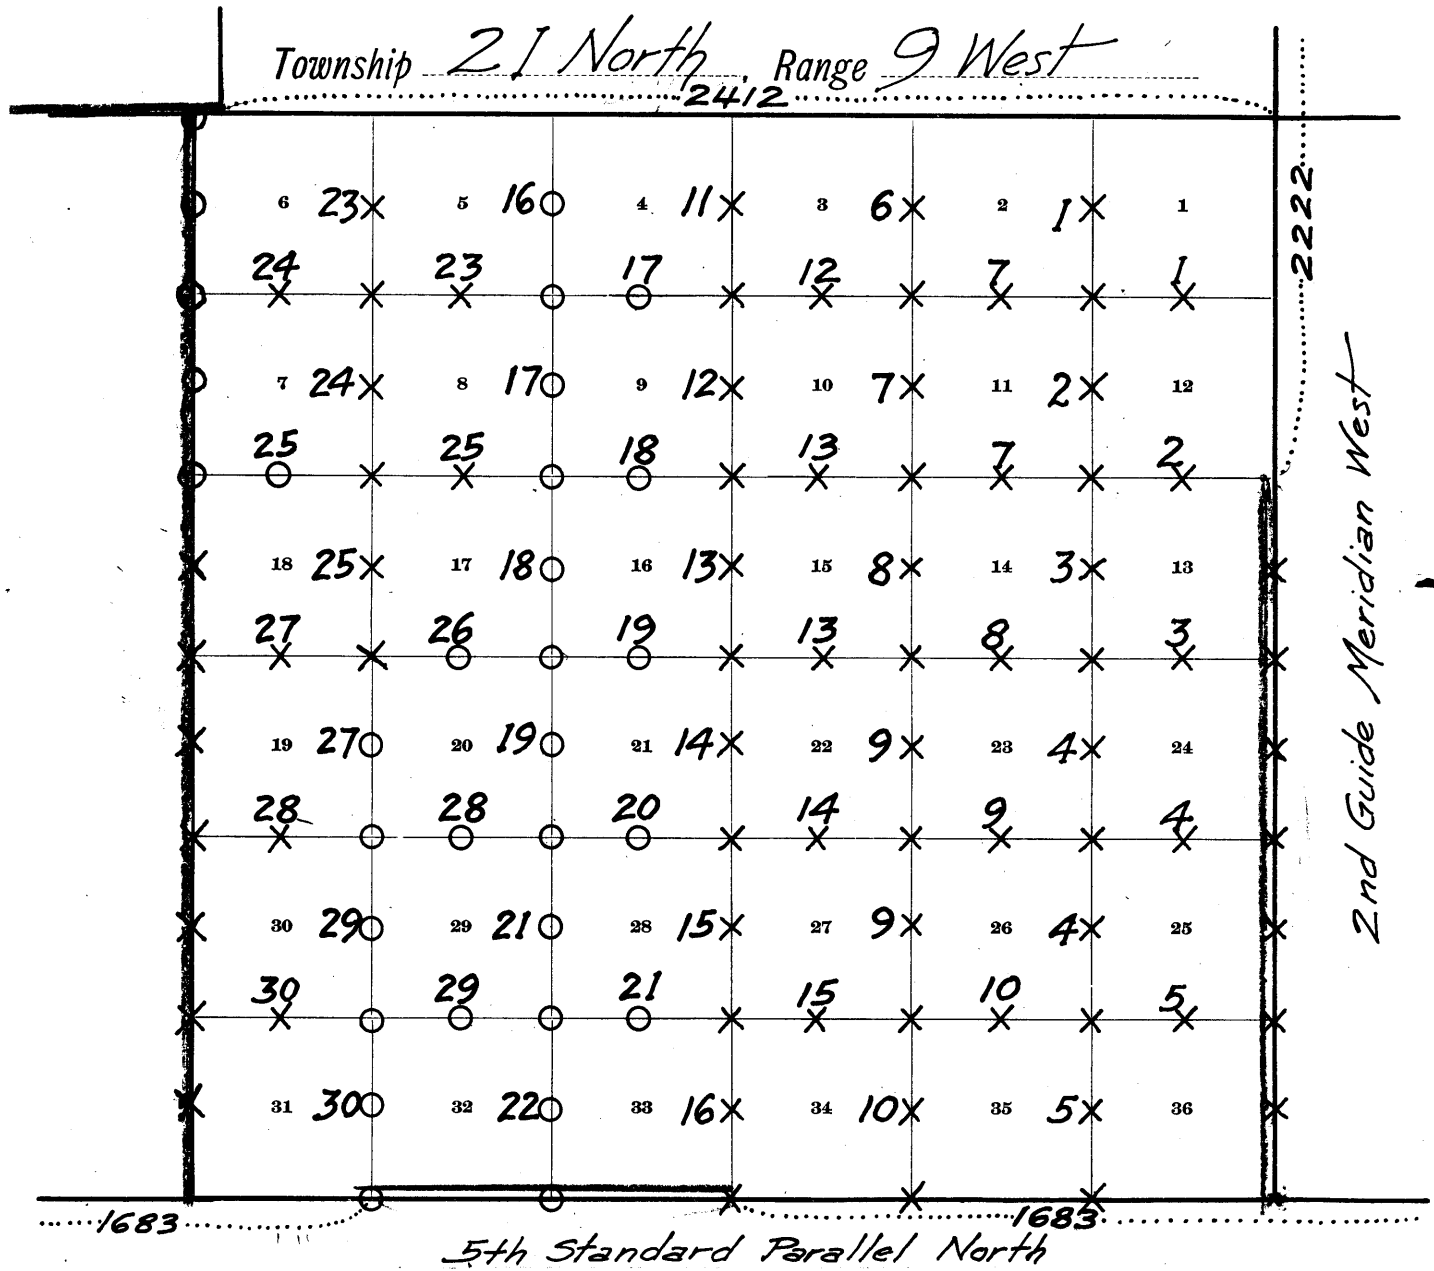 Township 21 North, Range 9 West
2412
6 23 5 16 4 11 3 6 2 1 1
24 23 17 12 7 1
2222
7 24 8 17 9 12 10 7 11 2 12
25 25 18 13 7 2
18 25 17 18 16 13 15 8 14 3 13
27 26 19 13 8 3
19 27 20 19 21 14 22 9 23 4 24
28 28 20 14 9 4
30 29 29 21 28 15 27 9 26 4 25
30 29 21 15 10 5
31 30 32 22 33 16 34 10 35 5 36
2nd Guide Meridian West
1683 1683
5th Standard Parallel North